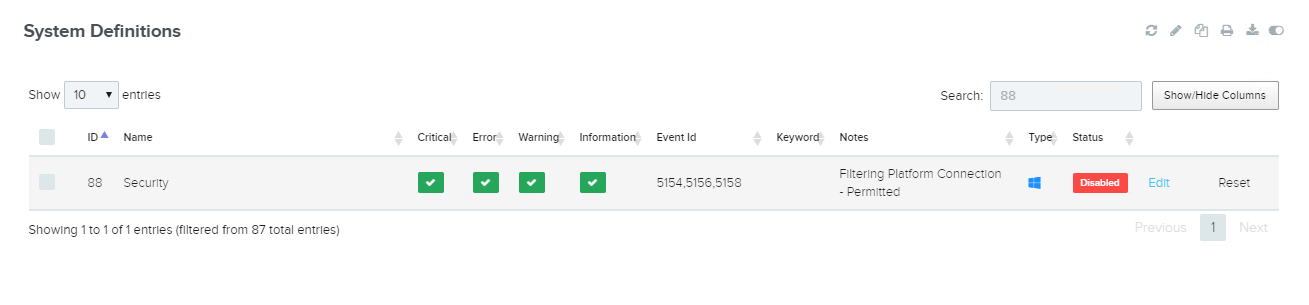 System Definitions
Show 10 entries
Search: 88 Show/Hide Columns
ID Name Critical Error Warning Information Event Id Keyword Notes Type Status
88 Security 5154,5156,5158 Filtering Platform Connection
- Permitted Disabled Edit Reset
Showing 1 to 1 of 1 entries (filtered from 87 total entries)
Previous 1 Next